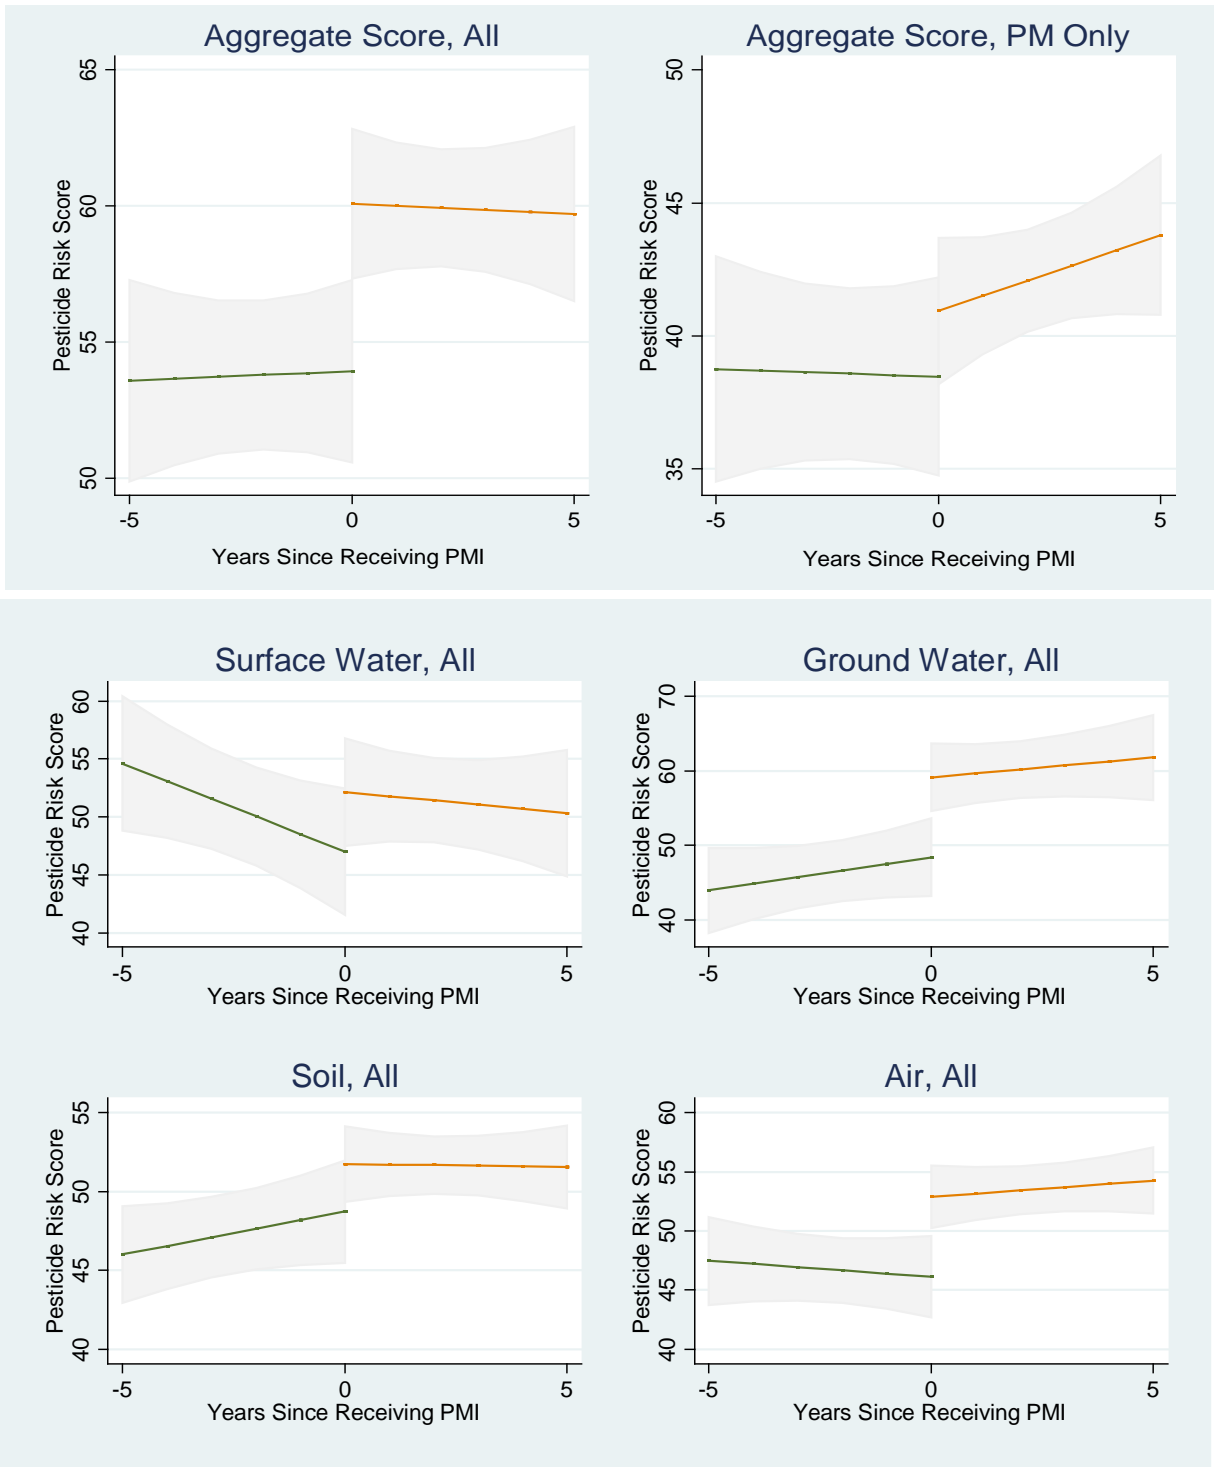 Aggregate Score, All
Pesticide Risk Score
65
60
55
50
-5 0 5
Years Since Receiving PMI
Aggregate Score, PM Only
Pesticide Risk Score
50
45
40
35
-5 0 5
Years Since Receiving PMI
Surface Water, All
Pesticide Risk Score
60
55
50
45
40
-5 0 5
Years Since Receiving PMI
Ground Water, All
Pesticide Risk Score
70
60
50
40
-5 0 5
Years Since Receiving PMI
Soil, All
Pesticide Risk Score
55
50
45
40
-5 0 5
Years Since Receiving PMI
Air, All
Pesticide Risk Score
60
55
50
45
40
-5 0 5
Years Since Receiving PMI